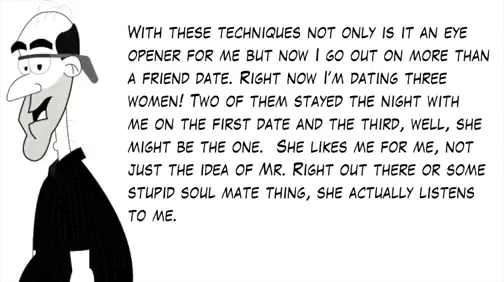 With these techniques not only is it an eye
opener for me but now I go out on more than
a friend date. Right now I'm dating three
women! Two of them stayed the night with
me on the first date and the third, well, she
might be the one. She likes me for me, not
just the idea of Mr. Right out there or some
stupid soul mate thing, she actually listens
to me.